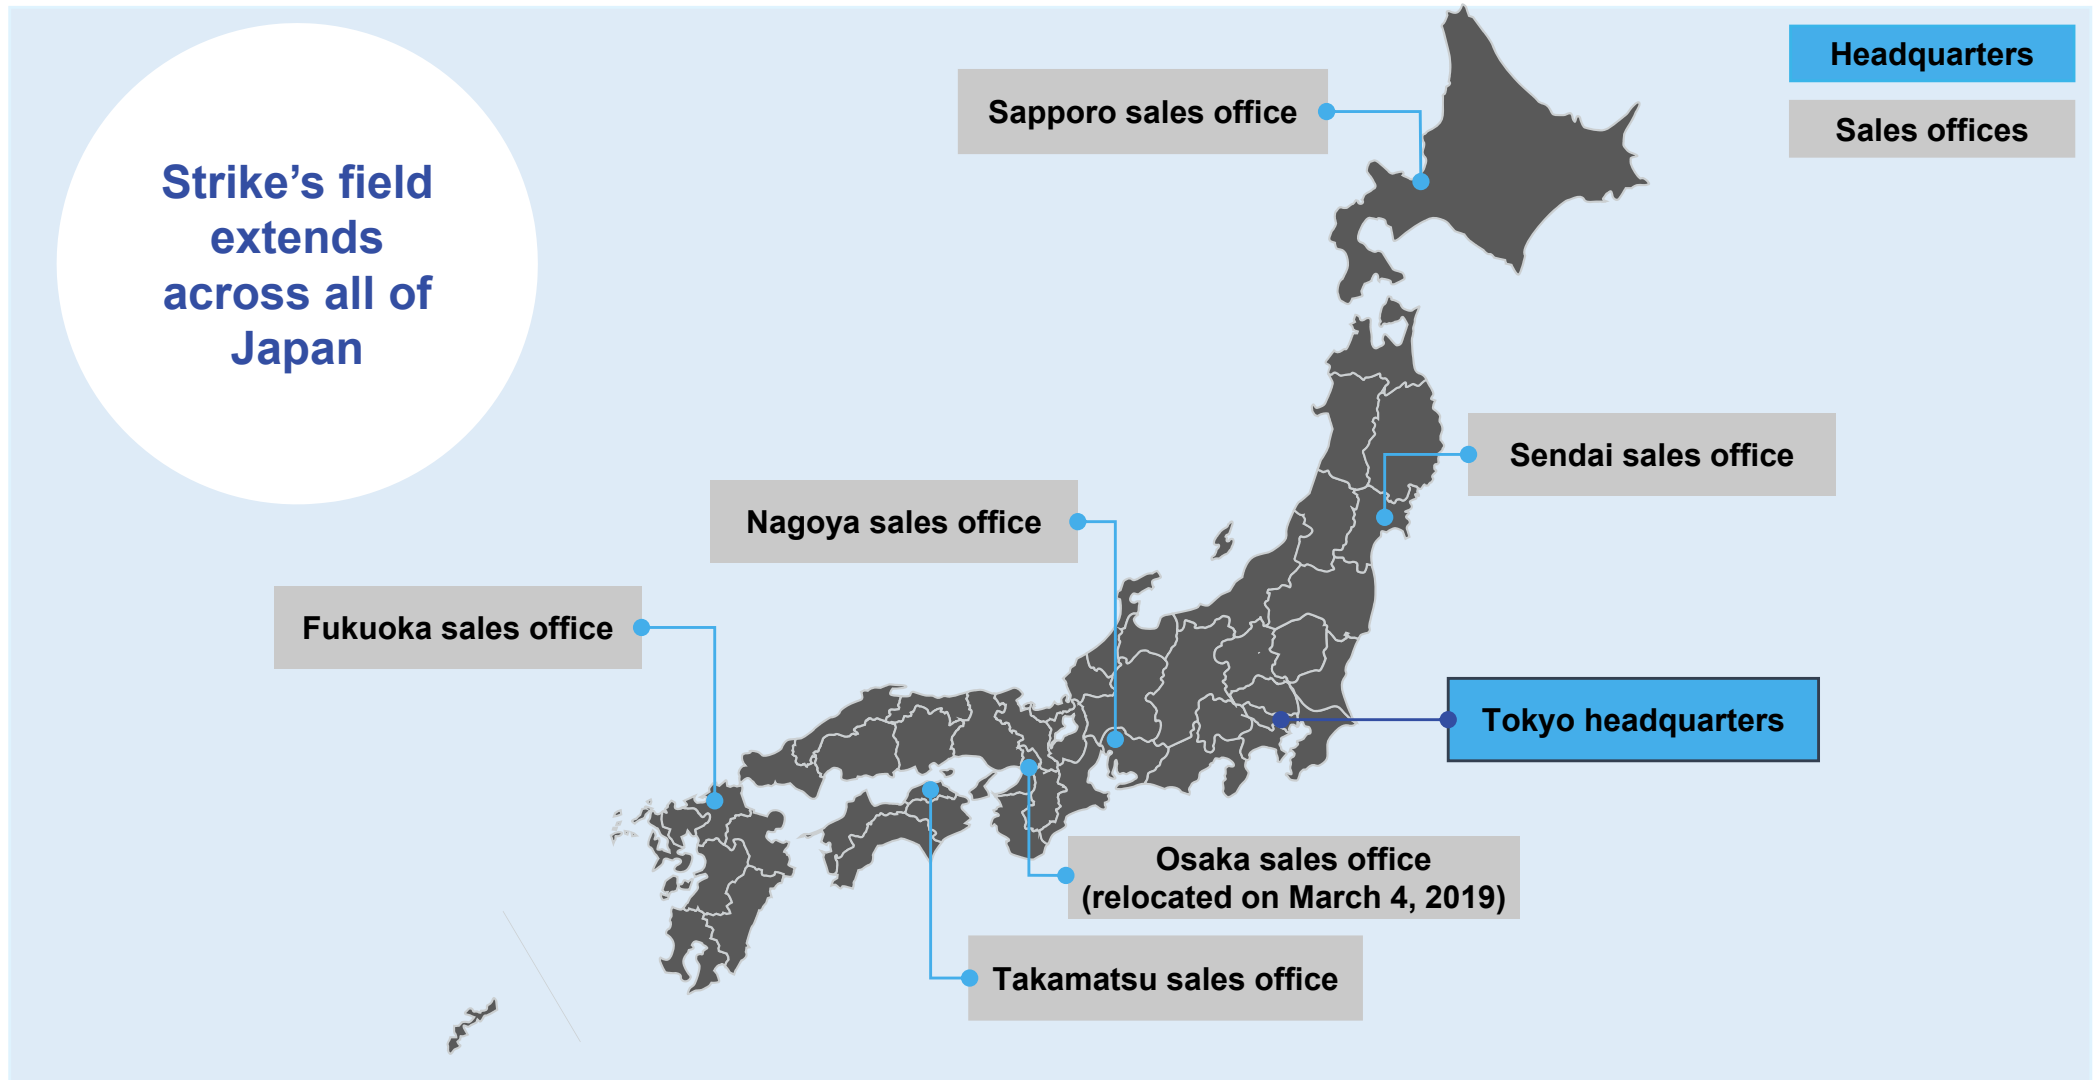 Strike’s field
extends
across all of
Japan
Headquarters
Sales offices
Sapporo sales office
Sendai sales office
Nagoya sales office
Fukuoka sales office
Tokyo headquarters
Osaka sales office
(relocated on March 4, 2019)
Takamatsu sales office